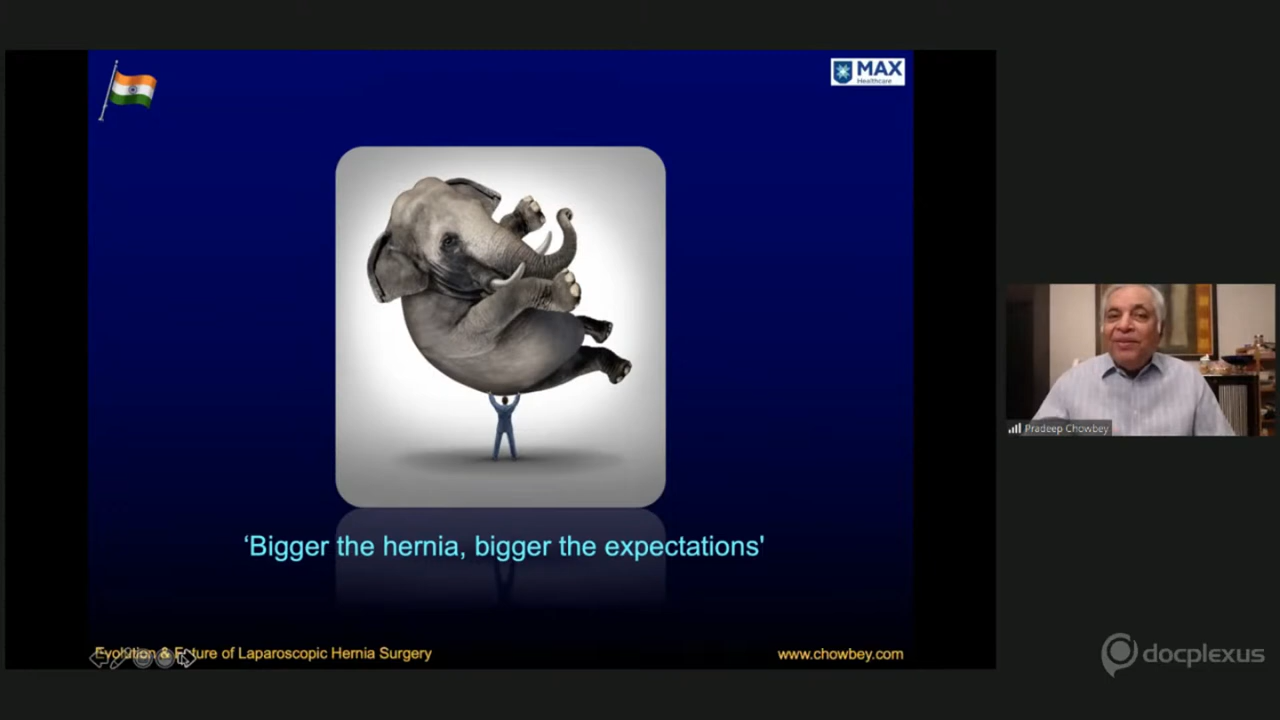 MAX
Healthcare
‘Bigger the hernia, bigger the expectations'
Evolution & Future of Laparoscopic Hernia Surgery
www.chowbey.com
Pradeep Chowbey
docplexus